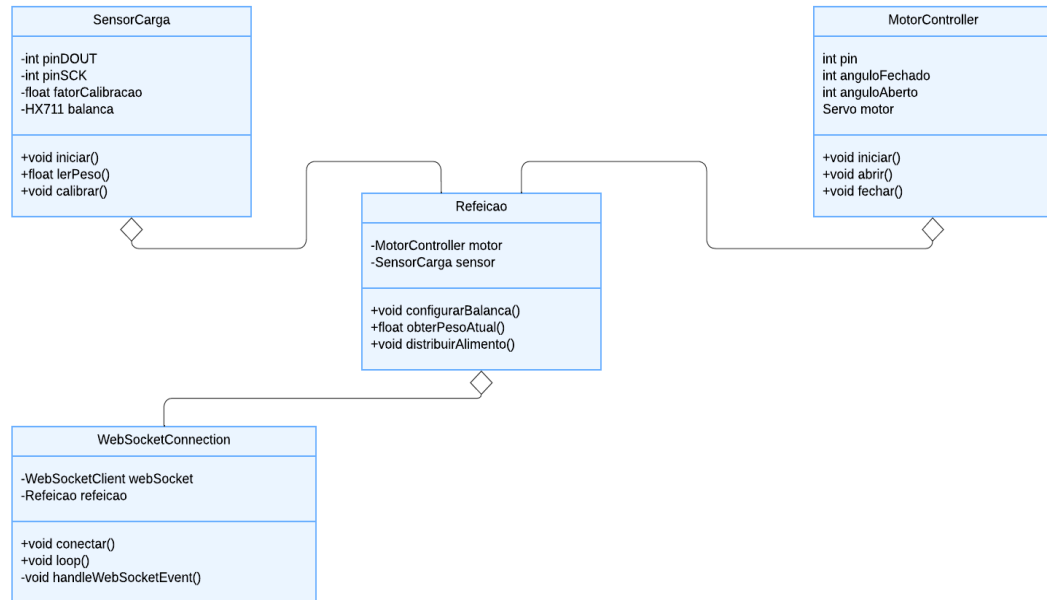 SensorCarga
-int pinDOUT
-int pinSCK
-float fatorCalibracao
-HX711 balanca
+void iniciar()
+float lerPeso()
+void calibrar()
MotorController
int pin
int anguloFechado
int anguloAberto
Servo motor
+void iniciar()
+void abrir()
+void fechar()
Refeicao
-MotorController motor
-SensorCarga sensor
+void configurarBalanca()
+float obterPesoAtual()
+void distribuirAlimento()
WebSocketConnection
-WebSocketClient webSocket
-Refeicao refeicao
+void conectar()
+void loop()
-void handleWebSocketEvent()